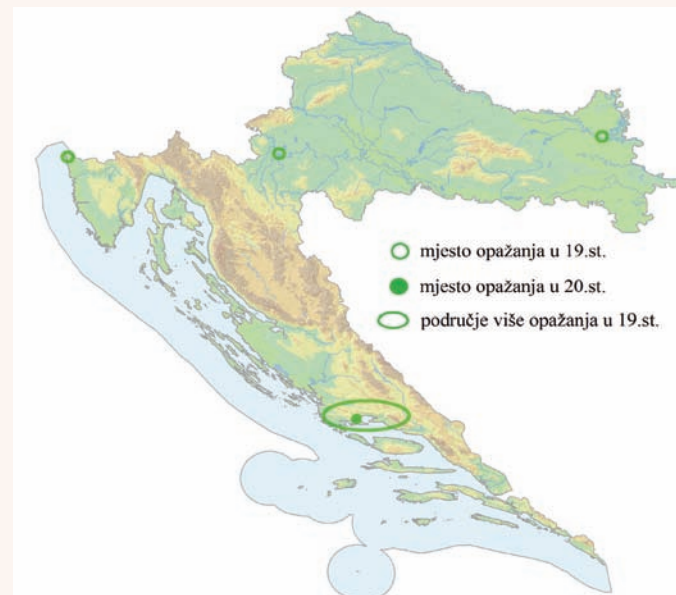 mjesto opažanja u 19.st.
mjesto opažanja u 20.st.
područje više opažanja u 19.st.